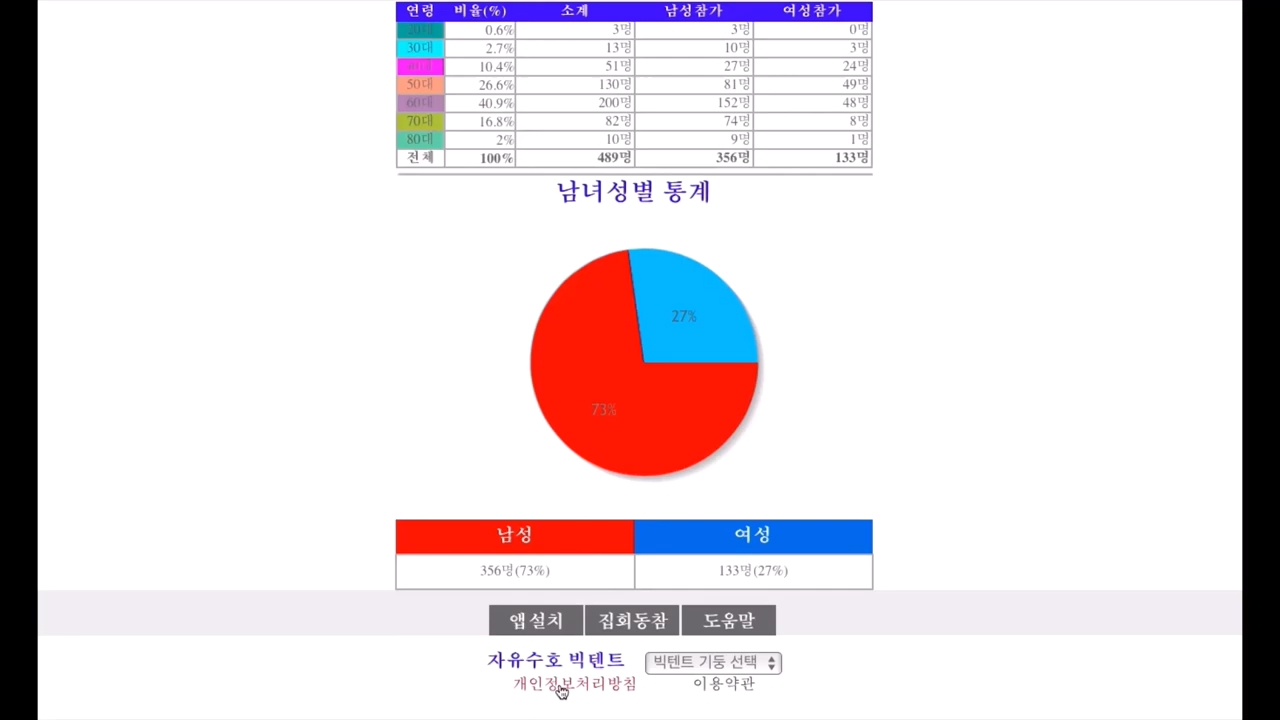 연령 비율(%) 소계 남성참가 여성참가
20대 0.6% 3명 3명 0명
30대 2.7% 13명 10명 3명
40대 10.4% 51명 27명 24명
50대 26.6% 130명 81명 49명
60대 40.9% 200명 152명 48명
70대 16.8% 82명 74명 8명
80대 2% 10명 9명 1명
전체 100% 489명 356명 133명
남녀성별 통계
27%
73%
남성 여성
356명(73%) 133명(27%)
앱설치 집회동참 도움말
자유수호 빅텐트 빅텐트 기둥 선택
개인정보처리방침 이용약관